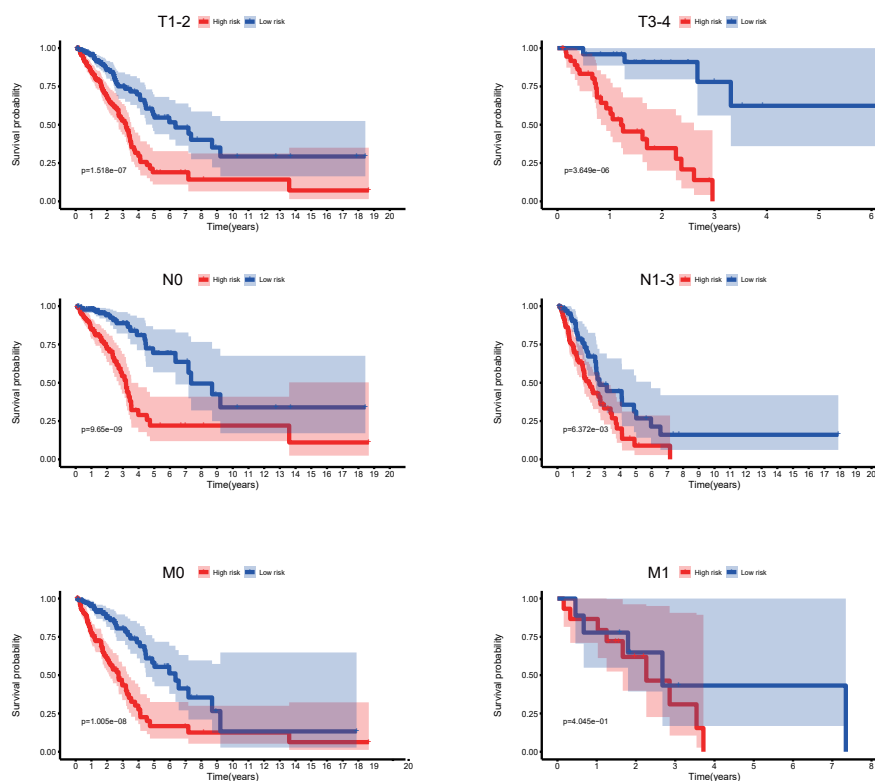 T1-2 High risk Low risk
Survival probability
1.00
0.75
0.50
0.25
0.00
p=1.518e−07
0 1 2 3 4 5 6 7 8 9 10 11 12 13 14 15 16 17 18 19 20
Time(years)
T3-4 High risk Low risk
Survival probability
1.00
0.75
0.50
0.25
0.00
p=3.649e−06
0 1 2 3 4 5 6
Time(years)
N0 High risk Low risk
Survival probability
1.00
0.75
0.50
0.25
0.00
p=9.65e−09
0 1 2 3 4 5 6 7 8 9 10 11 12 13 14 15 16 17 18 19 20
Time(years)
N1-3 High risk Low risk
Survival probability
1.00
0.75
0.50
0.25
0.00
p=6.372e−03
0 1 2 3 4 5 6 7 8 9 10 11 12 13 14 15 16 17 18 19 20
Time(years)
M0 High risk Low risk
Survival probability
1.00
0.75
0.50
0.25
0.00
p=1.005e−08
0 1 2 3 4 5 6 7 8 9 10 11 12 13 14 15 16 17 18 19 20
Time(years)
M1 High risk Low risk
Survival probability
1.00
0.75
0.50
0.25
0.00
p=4.045e−01
0 1 2 3 4 5 6 7 8
Time(years)